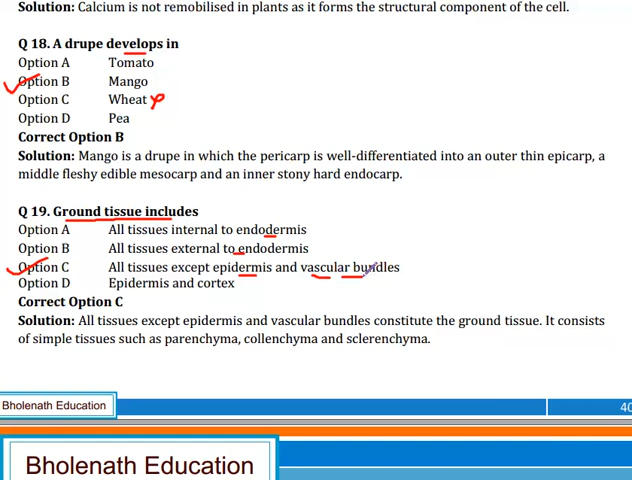 Solution: Calcium is not remobilised in plants as it forms the structural component of the cell.
Q 18. A drupe develops in
Option A Tomato
Option B Mango
Option C Wheat
Option D Pea
Correct Option B
Solution: Mango is a drupe in which the pericarp is well-differentiated into an outer thin epicarp, a
middle fleshy edible mesocarp and an inner stony hard endocarp.
Q 19. Ground tissue includes
Option A All tissues internal to endodermis
Option B All tissues external to endodermis
Option C All tissues except epidermis and vascular bundles
Option D Epidermis and cortex
Correct Option C
Solution: All tissues except epidermis and vascular bundles constitute the ground tissue. It consists
of simple tissues such as parenchyma, collenchyma and sclerenchyma.
Bholenath Education
40
Bholenath Education